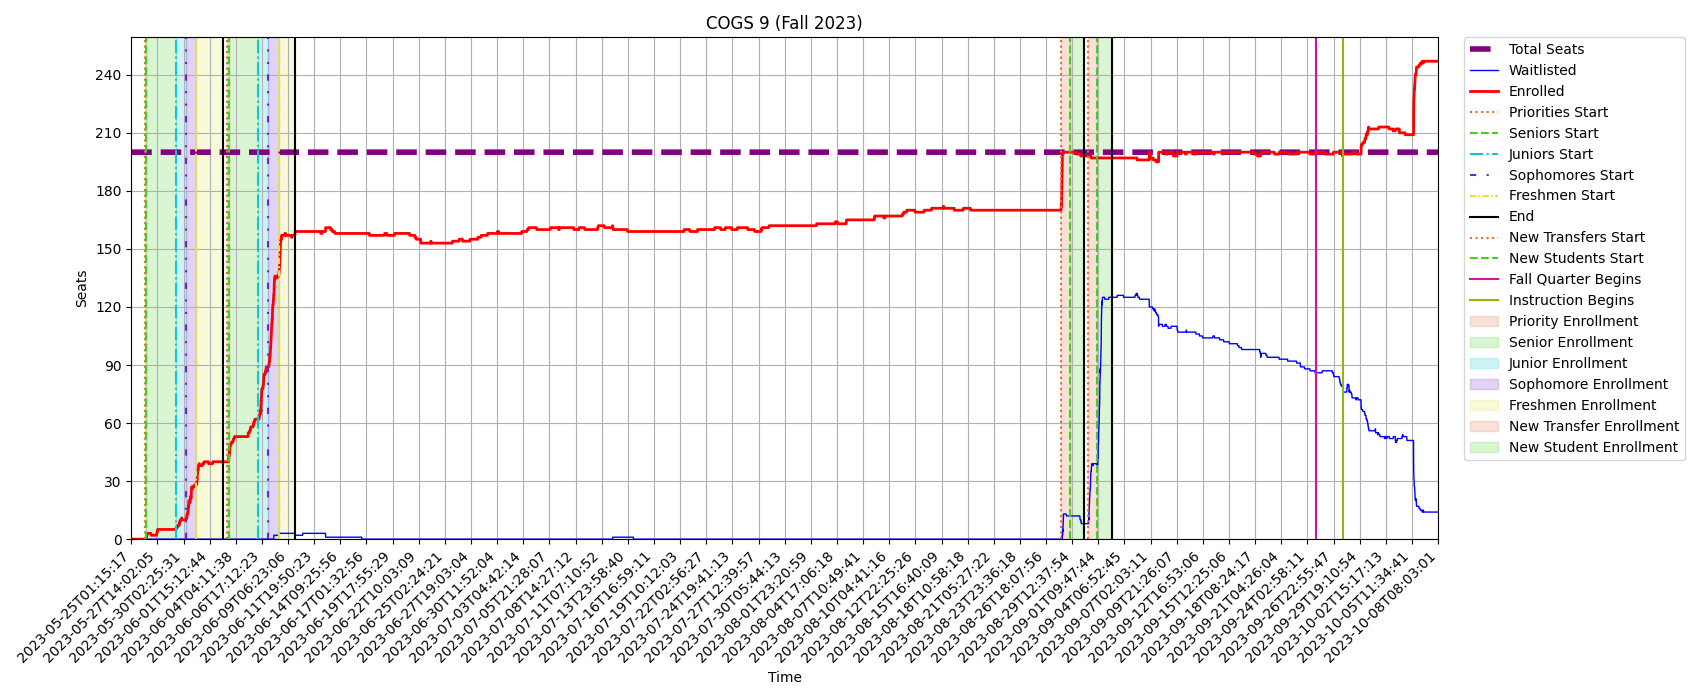 COGS 9 (Fall 2023)
Seats
240
210
180
150
120
90
60
30
0
2023-05-25T01:15:17
2023-05-27T14:02:05
2023-05-30T02:25:31
2023-06-01T15:12:44
2023-06-04T04:11:38
2023-06-06T17:12:23
2023-06-09T06:23:06
2023-06-11T19:50:23
2023-06-14T09:25:56
2023-06-17T01:32:56
2023-06-19T17:55:29
2023-06-22T10:03:09
2023-06-25T02:24:21
2023-06-27T19:03:04
2023-06-30T11:52:04
2023-07-03T04:42:14
2023-07-05T21:28:07
2023-07-08T14:27:12
2023-07-11T07:10:52
2023-07-13T23:58:40
2023-07-16T16:59:11
2023-07-19T10:12:03
2023-07-22T02:56:27
2023-07-24T19:41:13
2023-07-27T12:39:57
2023-07-30T05:44:13
2023-08-01T23:20:59
2023-08-04T17:06:18
2023-08-07T10:49:41
2023-08-10T04:41:16
2023-08-12T22:25:26
2023-08-15T16:40:09
2023-08-18T10:58:18
2023-08-21T05:27:22
2023-08-23T23:36:18
2023-08-26T18:07:56
2023-08-29T12:37:54
2023-09-01T09:47:44
2023-09-04T06:52:45
2023-09-07T02:03:11
2023-09-09T21:26:07
2023-09-12T16:53:06
2023-09-15T12:25:06
2023-09-18T08:24:17
2023-09-21T04:26:04
2023-09-24T02:58:11
2023-09-26T22:55:47
2023-09-29T19:10:54
2023-10-02T15:17:13
2023-10-05T11:34:41
2023-10-08T08:03:01
Time
Total Seats
Waitlisted
Enrolled
Priorities Start
Seniors Start
Juniors Start
Sophomores Start
Freshmen Start
End
New Transfers Start
New Students Start
Fall Quarter Begins
Instruction Begins
Priority Enrollment
Senior Enrollment
Junior Enrollment
Sophomore Enrollment
Freshmen Enrollment
New Transfer Enrollment
New Student Enrollment